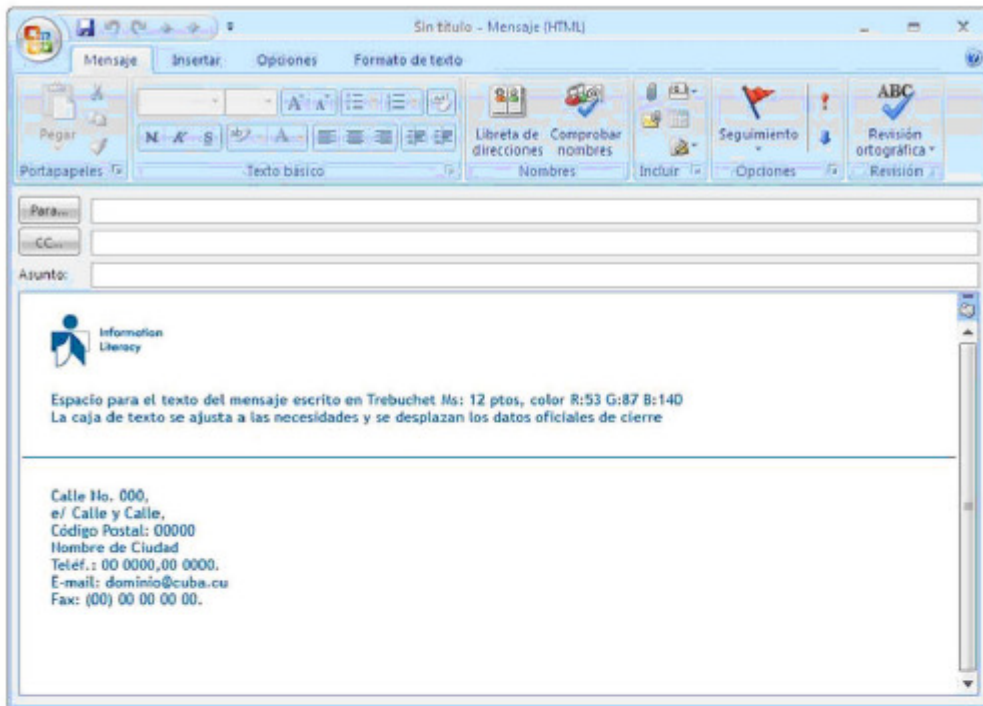 Sin título - Mensaje (HTML)
Mensaje Insertar Opciones Formato de texto
Pegar
N K S
A
Libreta de direcciones
Comprobar nombres
Seguimiento
ABC
Revisión ortográfica
Portapapeles Texto básico Nombres Incluir Opciones Revisión
Para...
CC...
Asunto:
Information
Literacy
Espacio para el texto del mensaje escrito en Trebuchet Ms: 12 ptos, color R:53 G:87 B:140
La caja de texto se ajusta a las necesidades y se desplazan los datos oficiales de cierre
Calle No. 000,
e/ Calle y Calle,
Código Postal: 00000
Nombre de Ciudad
Teléf.: 00 0000,00 0000.
E-mail: dominio@cuba.cu
Fax: (00) 00 00 00 00.